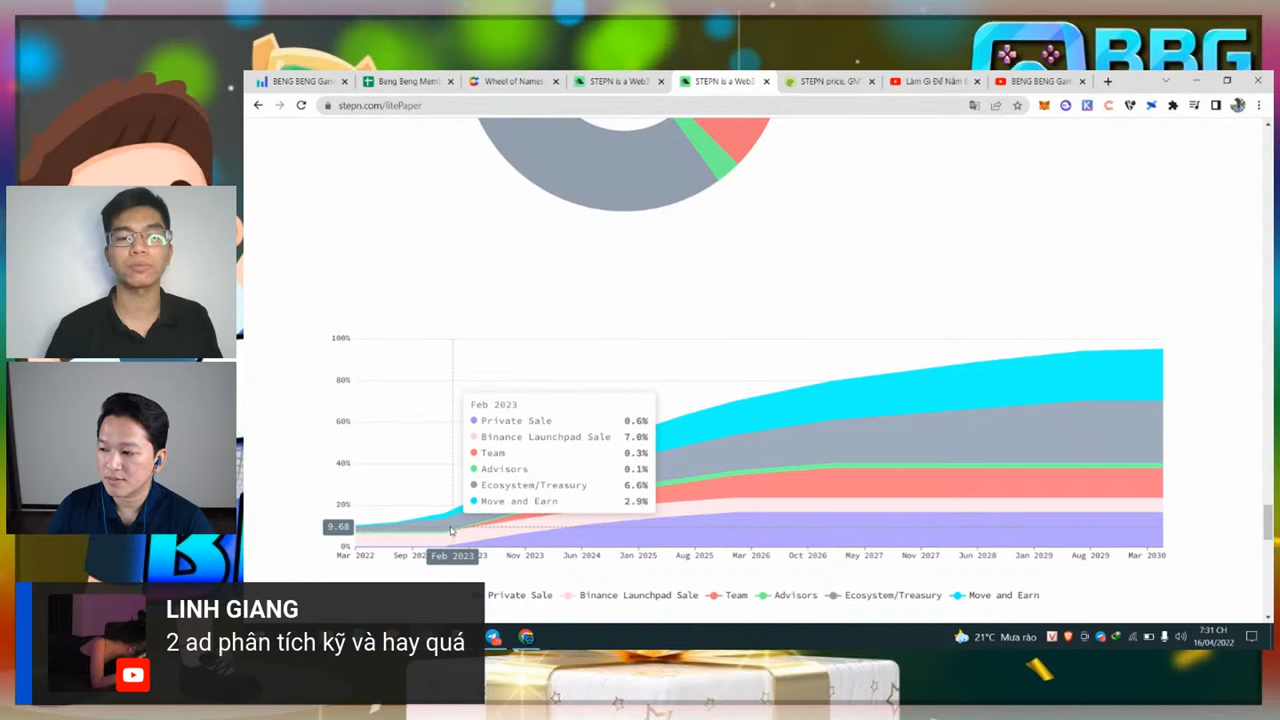 BBG
BENG BENG Gam
Beng Beng Memb
Wheel of Names
STEPN is a Web3
STEPN is a Web3
STEPN price, GM
Làm Gì Để Nắm B
BENG BENG Gam
stepn.com/litePaper
100%
80%
60%
40%
20%
0%
9.68
Feb 2023
Private Sale 0.6%
Binance Launchpad Sale 7.0%
Team 0.3%
Advisors 0.1%
Ecosystem/Treasury 6.6%
Move and Earn 2.9%
Mar 2022 Sep 202 Feb 2023 23 Nov 2023 Jun 2024 Jan 2025 Aug 2025 Mar 2026 Oct 2026 May 2027 Nov 2027 Jun 2028 Jan 2029 Aug 2029 Mar 2030
Private Sale Binance Launchpad Sale Team Advisors Ecosystem/Treasury Move and Earn
LINH GIANG
2 ad phân tích kỹ và hay quá
21°C Mưa rào
7:31 CH
16/04/2022